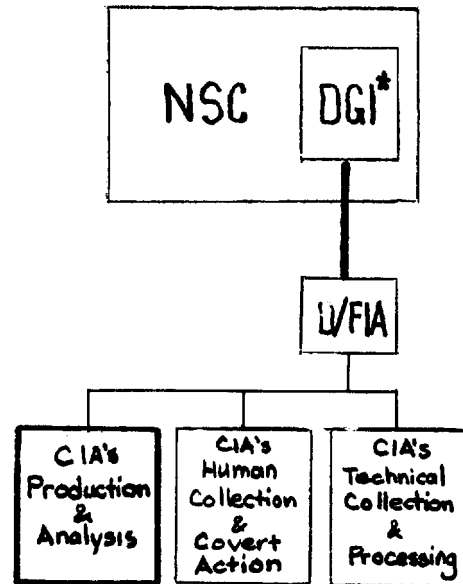 NSC
DGI*
D/FIA
CIA's
Production
&
Analysis
CIA's
Human
Collection
&
Covert
Action
CIA's
Technical
Collection
&
Processing